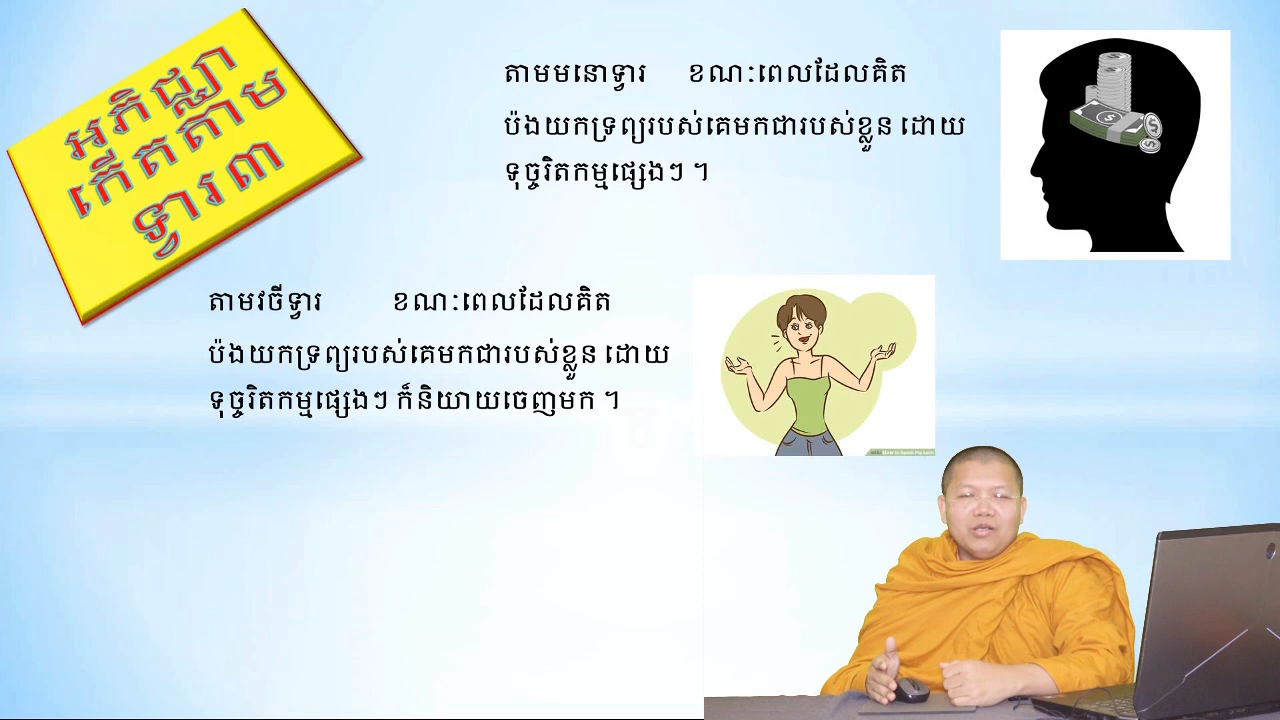 អភិជ្ឈា
កើតតាម
ទ្វារ៣
តាមមនោទ្វារ ខណៈពេលដែលគិត
ប៉ងយកទ្រព្យរបស់គេមកជារបស់ខ្លួន ដោយ
ទុច្ចរិតកម្មផ្សេងៗ ។
តាមវចីទ្វារ ខណៈពេលដែលគិត
ប៉ងយកទ្រព្យរបស់គេមកជារបស់ខ្លួន ដោយ
ទុច្ចរិតកម្មផ្សេងៗ ក៏និយាយចេញមក ។